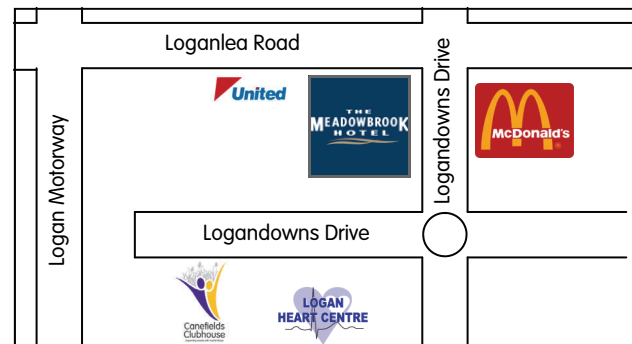 Loganlea Road
Logandowns Drive
Logan Motorway
United
THE
MEADOWBROOK
HOTEL
McDonald's
Logandowns Drive
Canefields
Clubhouse
LOGAN
HEART CENTRE